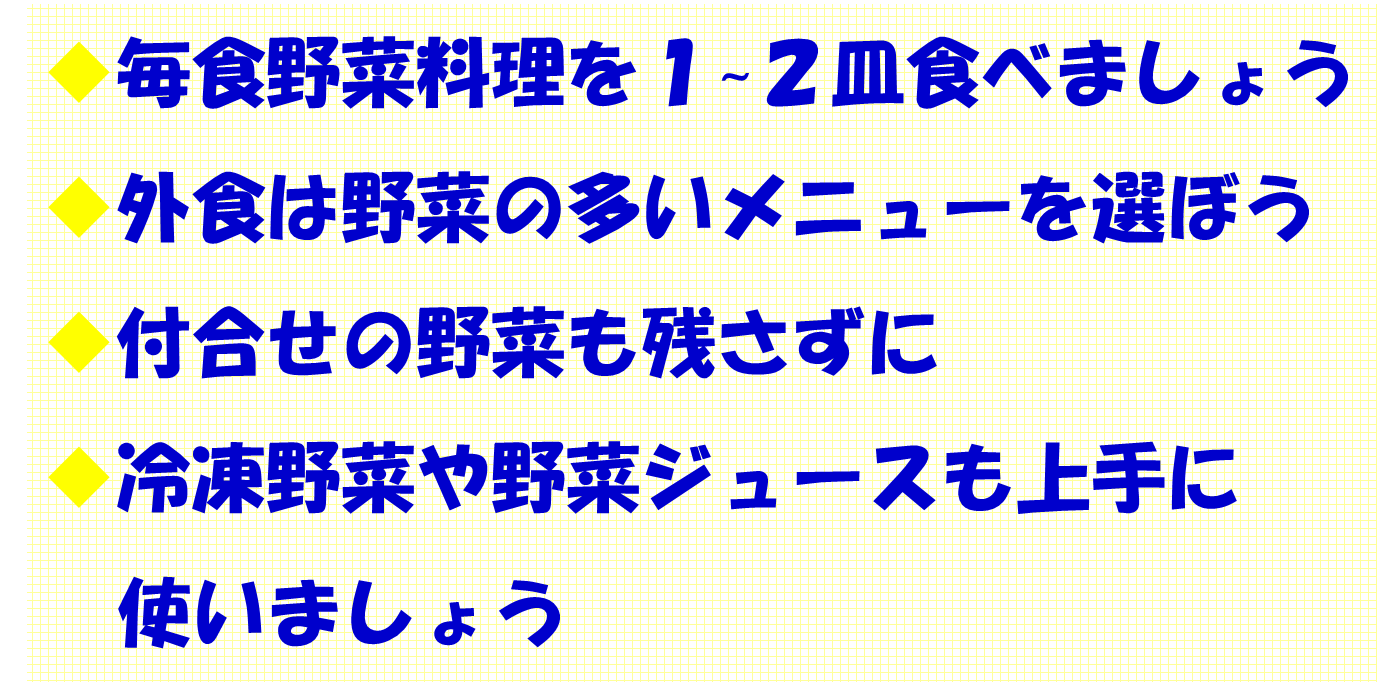 ◆毎食野菜料理を１~２皿食べましょう
◆外食は野菜の多いメニューを選ぼう
◆付合せの野菜も残さずに
◆冷凍野菜や野菜ジュースも上手に
使いましょう